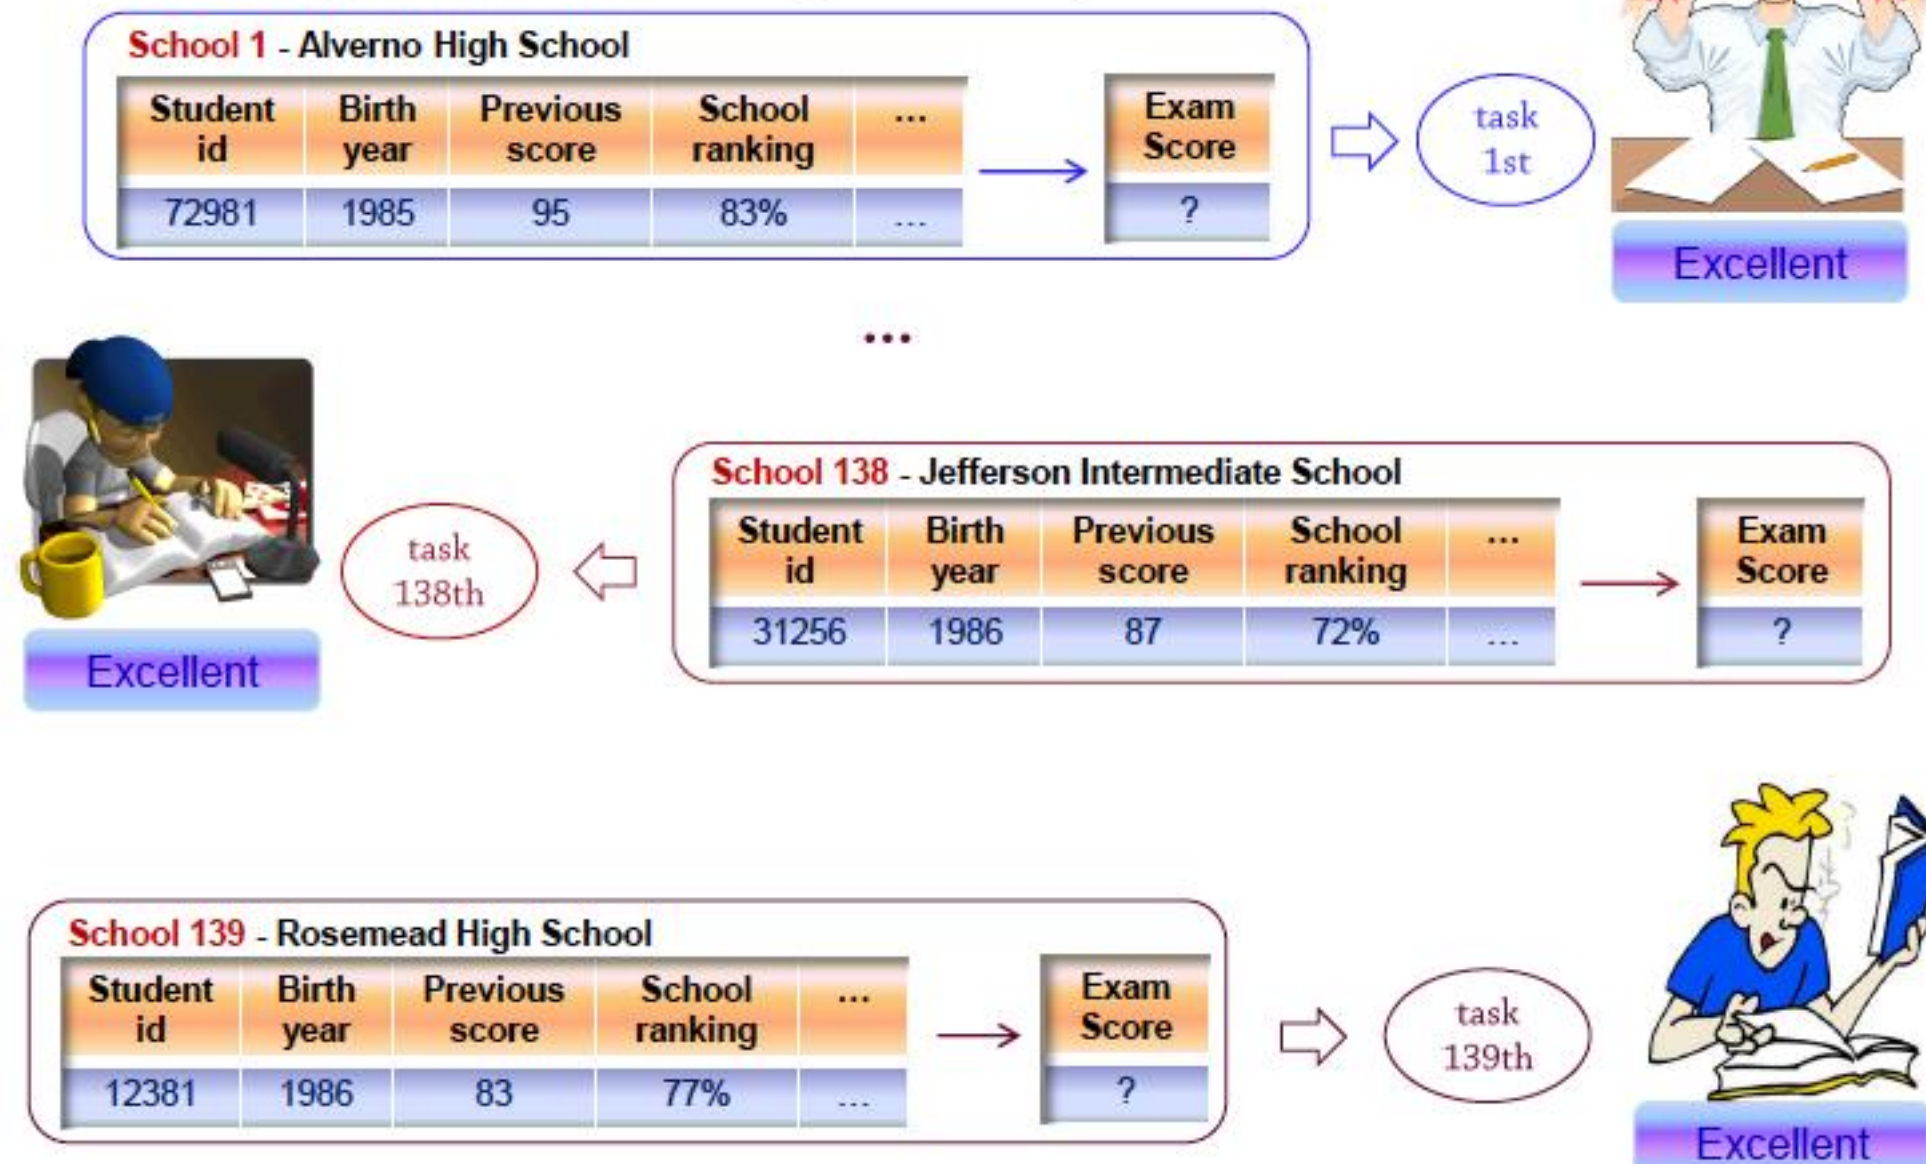 School 1 - Alverno High School
Student id Birth year Previous score School ranking ... Exam Score
72981 1985 95 83% ... ?
task
1st
Excellent
...
School 138 - Jefferson Intermediate School
Student id Birth year Previous score School ranking ... Exam Score
31256 1986 87 72% ... ?
task
138th
Excellent
School 139 - Rosemead High School
Student id Birth year Previous score School ranking ... Exam Score
12381 1986 83 77% ... ?
task
139th
Excellent